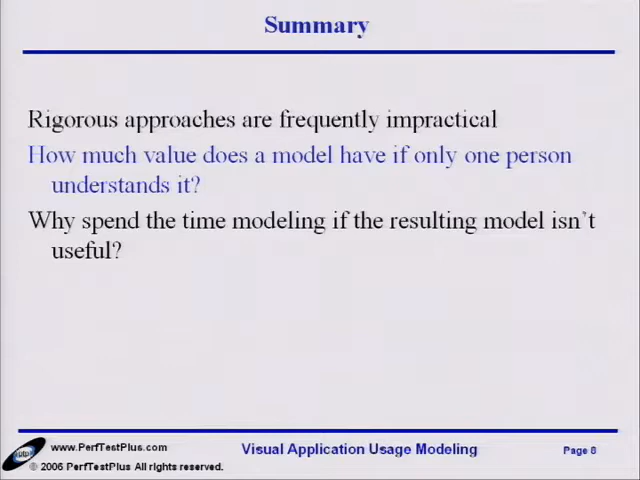 Summary
Rigorous approaches are frequently impractical
How much value does a model have if only one person
understands it?
Why spend the time modeling if the resulting model isn't
useful?
www.PerfTestPlus.com
© 2006 PerfTestPlus All rights reserved.
Visual Application Usage Modeling
Page 8